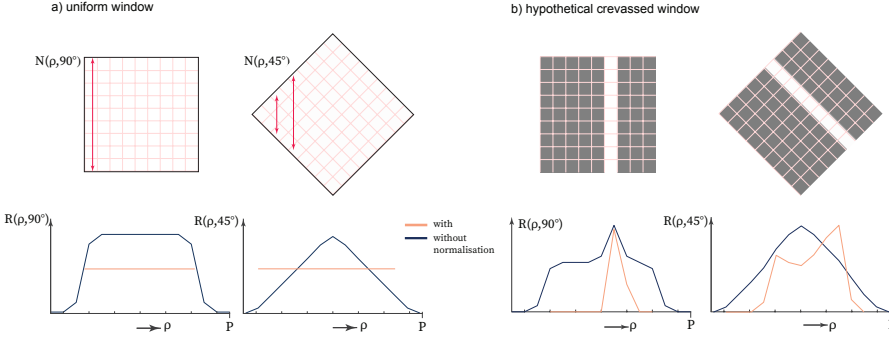 a) uniform window
b) hypothetical crevassed window
N(ρ,90°)
N(ρ,45°)
R(ρ,90°)
R(ρ,45°)
with
without
normalisation
R(ρ,90°)
R(ρ,45°)
ρ
P
ρ
P
ρ
P
ρ
P